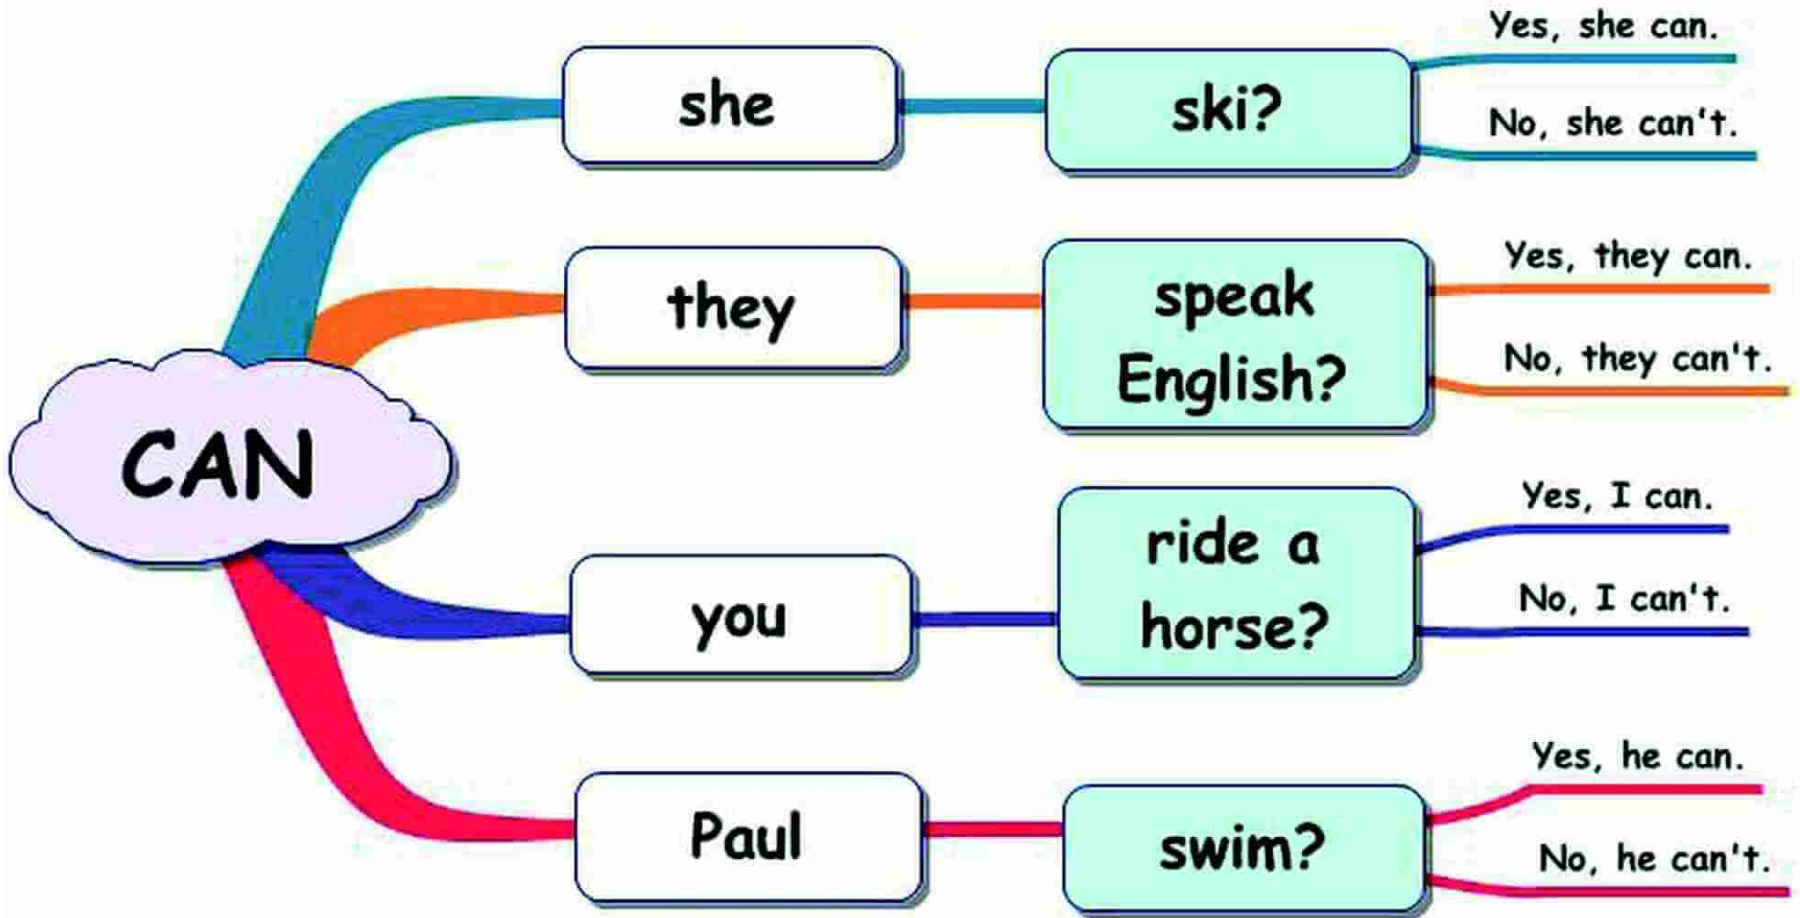 CAN
she
ski?
Yes, she can.
No, she can't.
they
speak
English?
Yes, they can.
No, they can't.
you
ride a
horse?
Yes, I can.
No, I can't.
Paul
swim?
Yes, he can.
No, he can't.